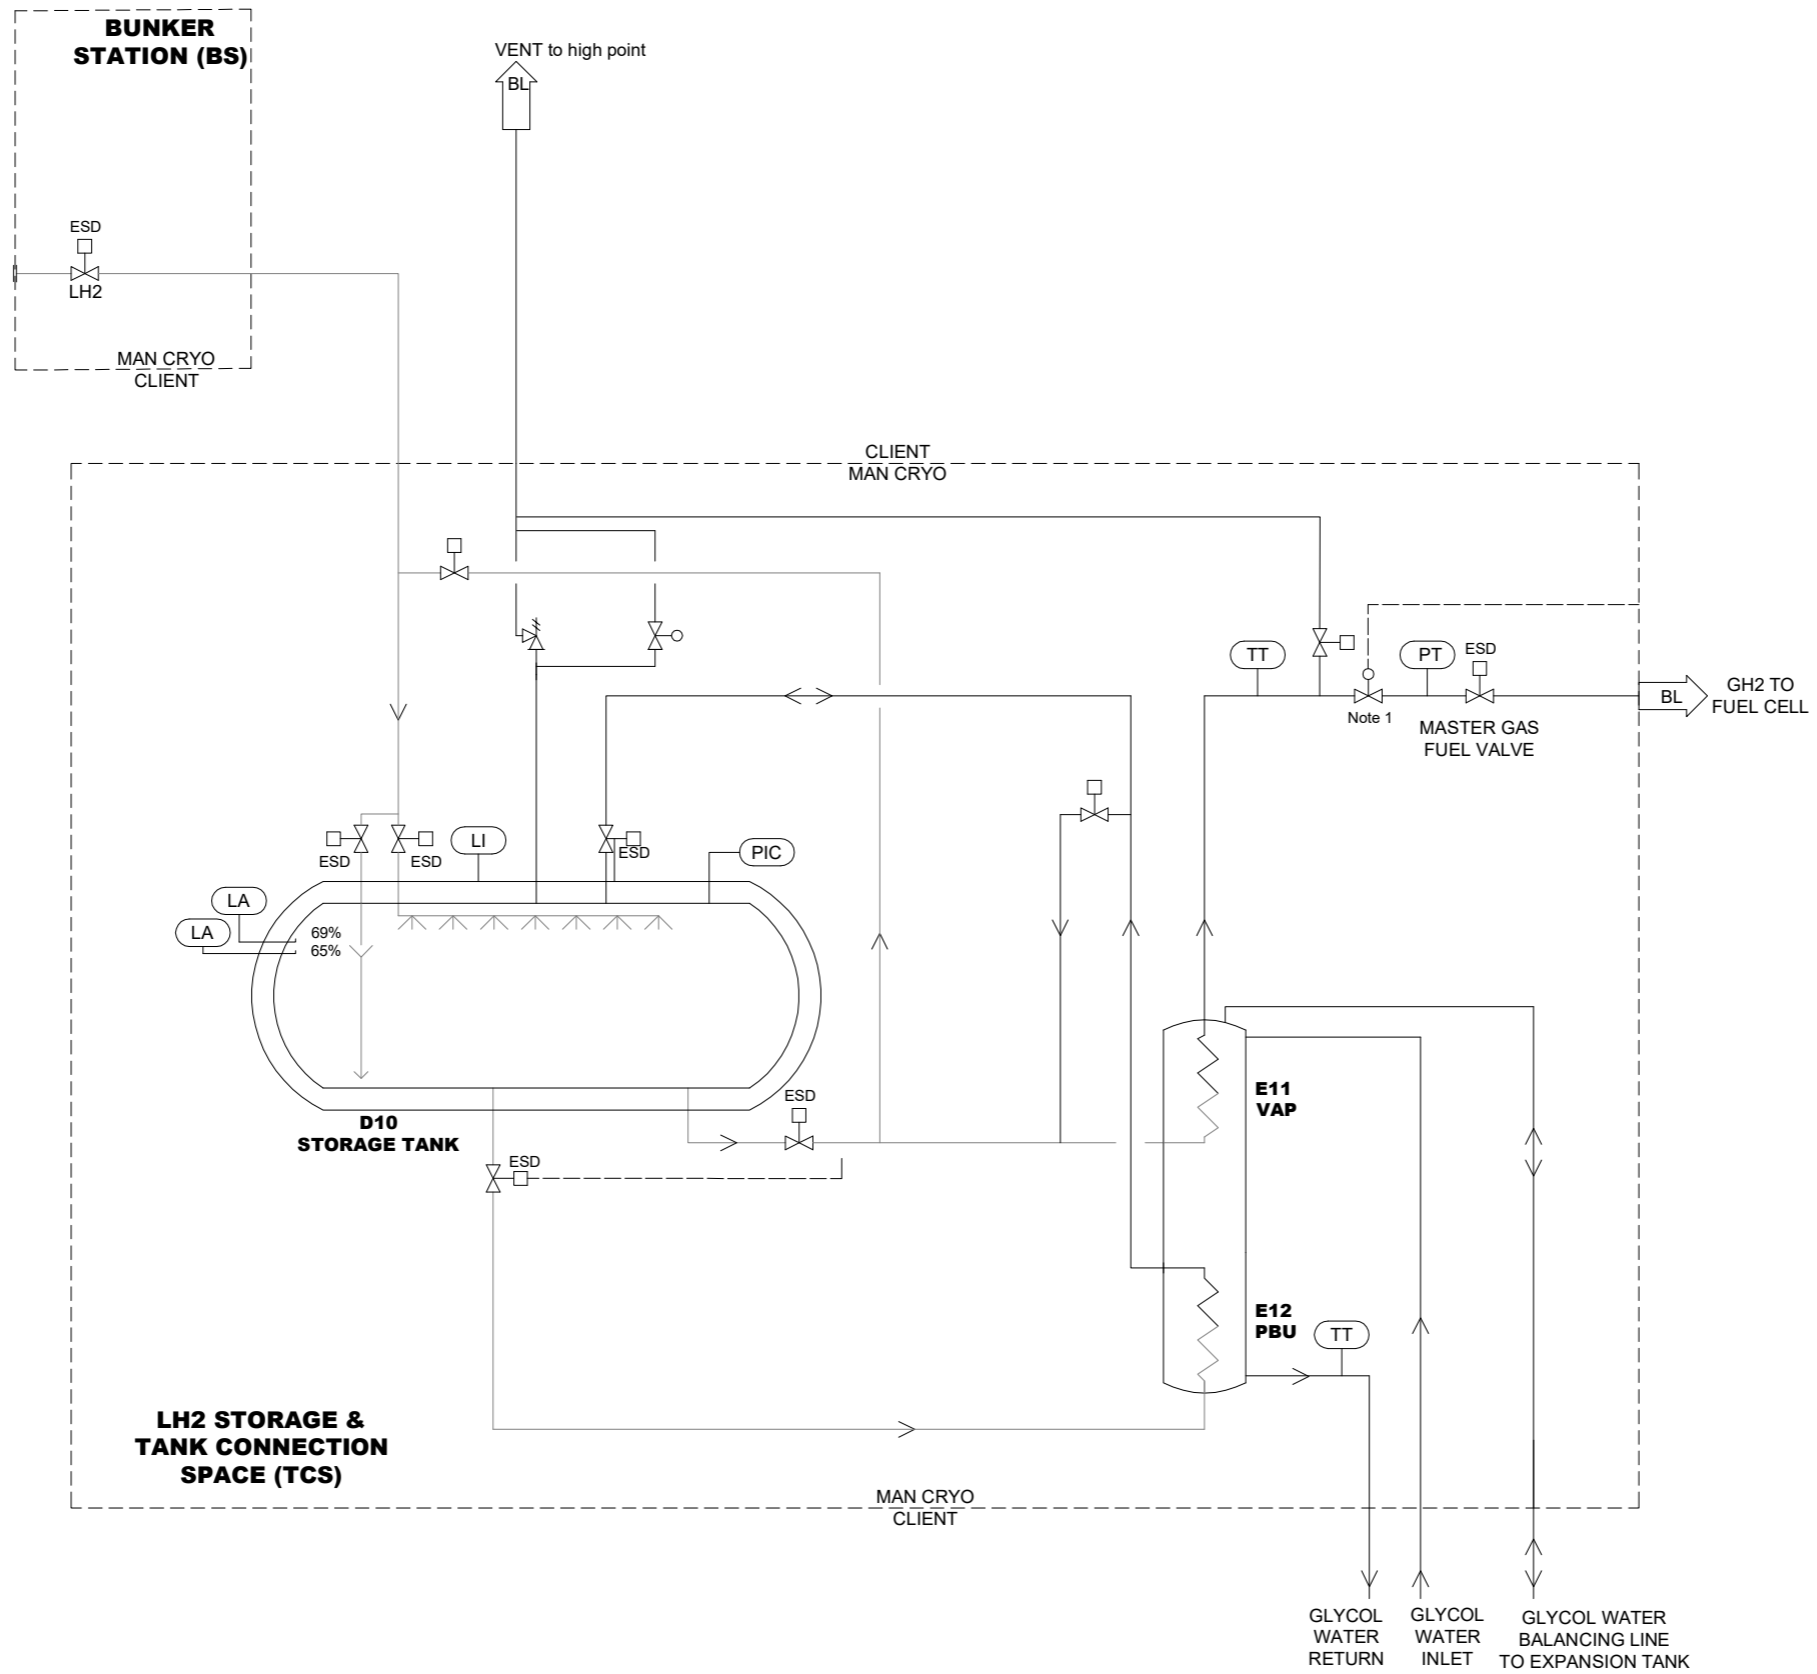 BUNKER
STATION (BS)
VENT to high point
BL
ESD
LH2
MAN CRYO
CLIENT
CLIENT
MAN CRYO
TT
PT
ESD
BL
GH2 TO
FUEL CELL
Note 1
MASTER GAS
FUEL VALVE
ESD
ESD
LI
ESD
PIC
LA
LA
69%
65%
D10
STORAGE TANK
ESD
ESD
E11
VAP
E12
PBU
TT
LH2 STORAGE &
TANK CONNECTION
SPACE (TCS)
MAN CRYO
CLIENT
GLYCOL
WATER
RETURN
GLYCOL
WATER
INLET
GLYCOL WATER
BALANCING LINE
TO EXPANSION TANK